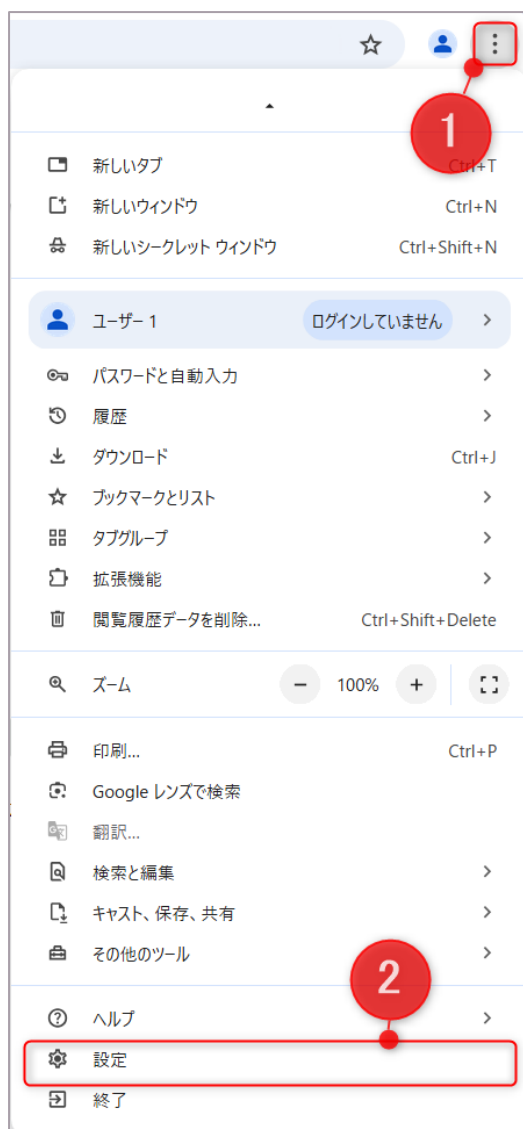 1
新しいタブ Ctrl+T
新しいウィンドウ Ctrl+N
新しいシークレット ウィンドウ Ctrl+Shift+N
ユーザー 1 ログインしていません
パスワードと自動入力
履歴
ダウンロード Ctrl+J
ブックマークとリスト
タブグループ
拡張機能
閲覧履歴データを削除... Ctrl+Shift+Delete
ズーム 100%
印刷... Ctrl+P
Google レンズで検索
翻訳...
検索と編集
キャスト、保存、共有
その他のツール
2
ヘルプ
設定
終了